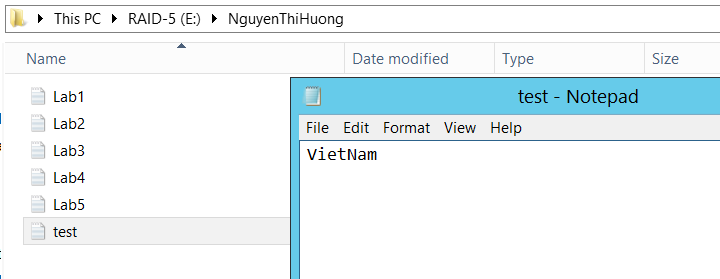 This PC RAID-5 (E:) NguyenThiHuong
Name Date modified Type Size
Lab1
Lab2
Lab3
Lab4
Lab5
test
test - Notepad
File Edit Format View Help
VietNam